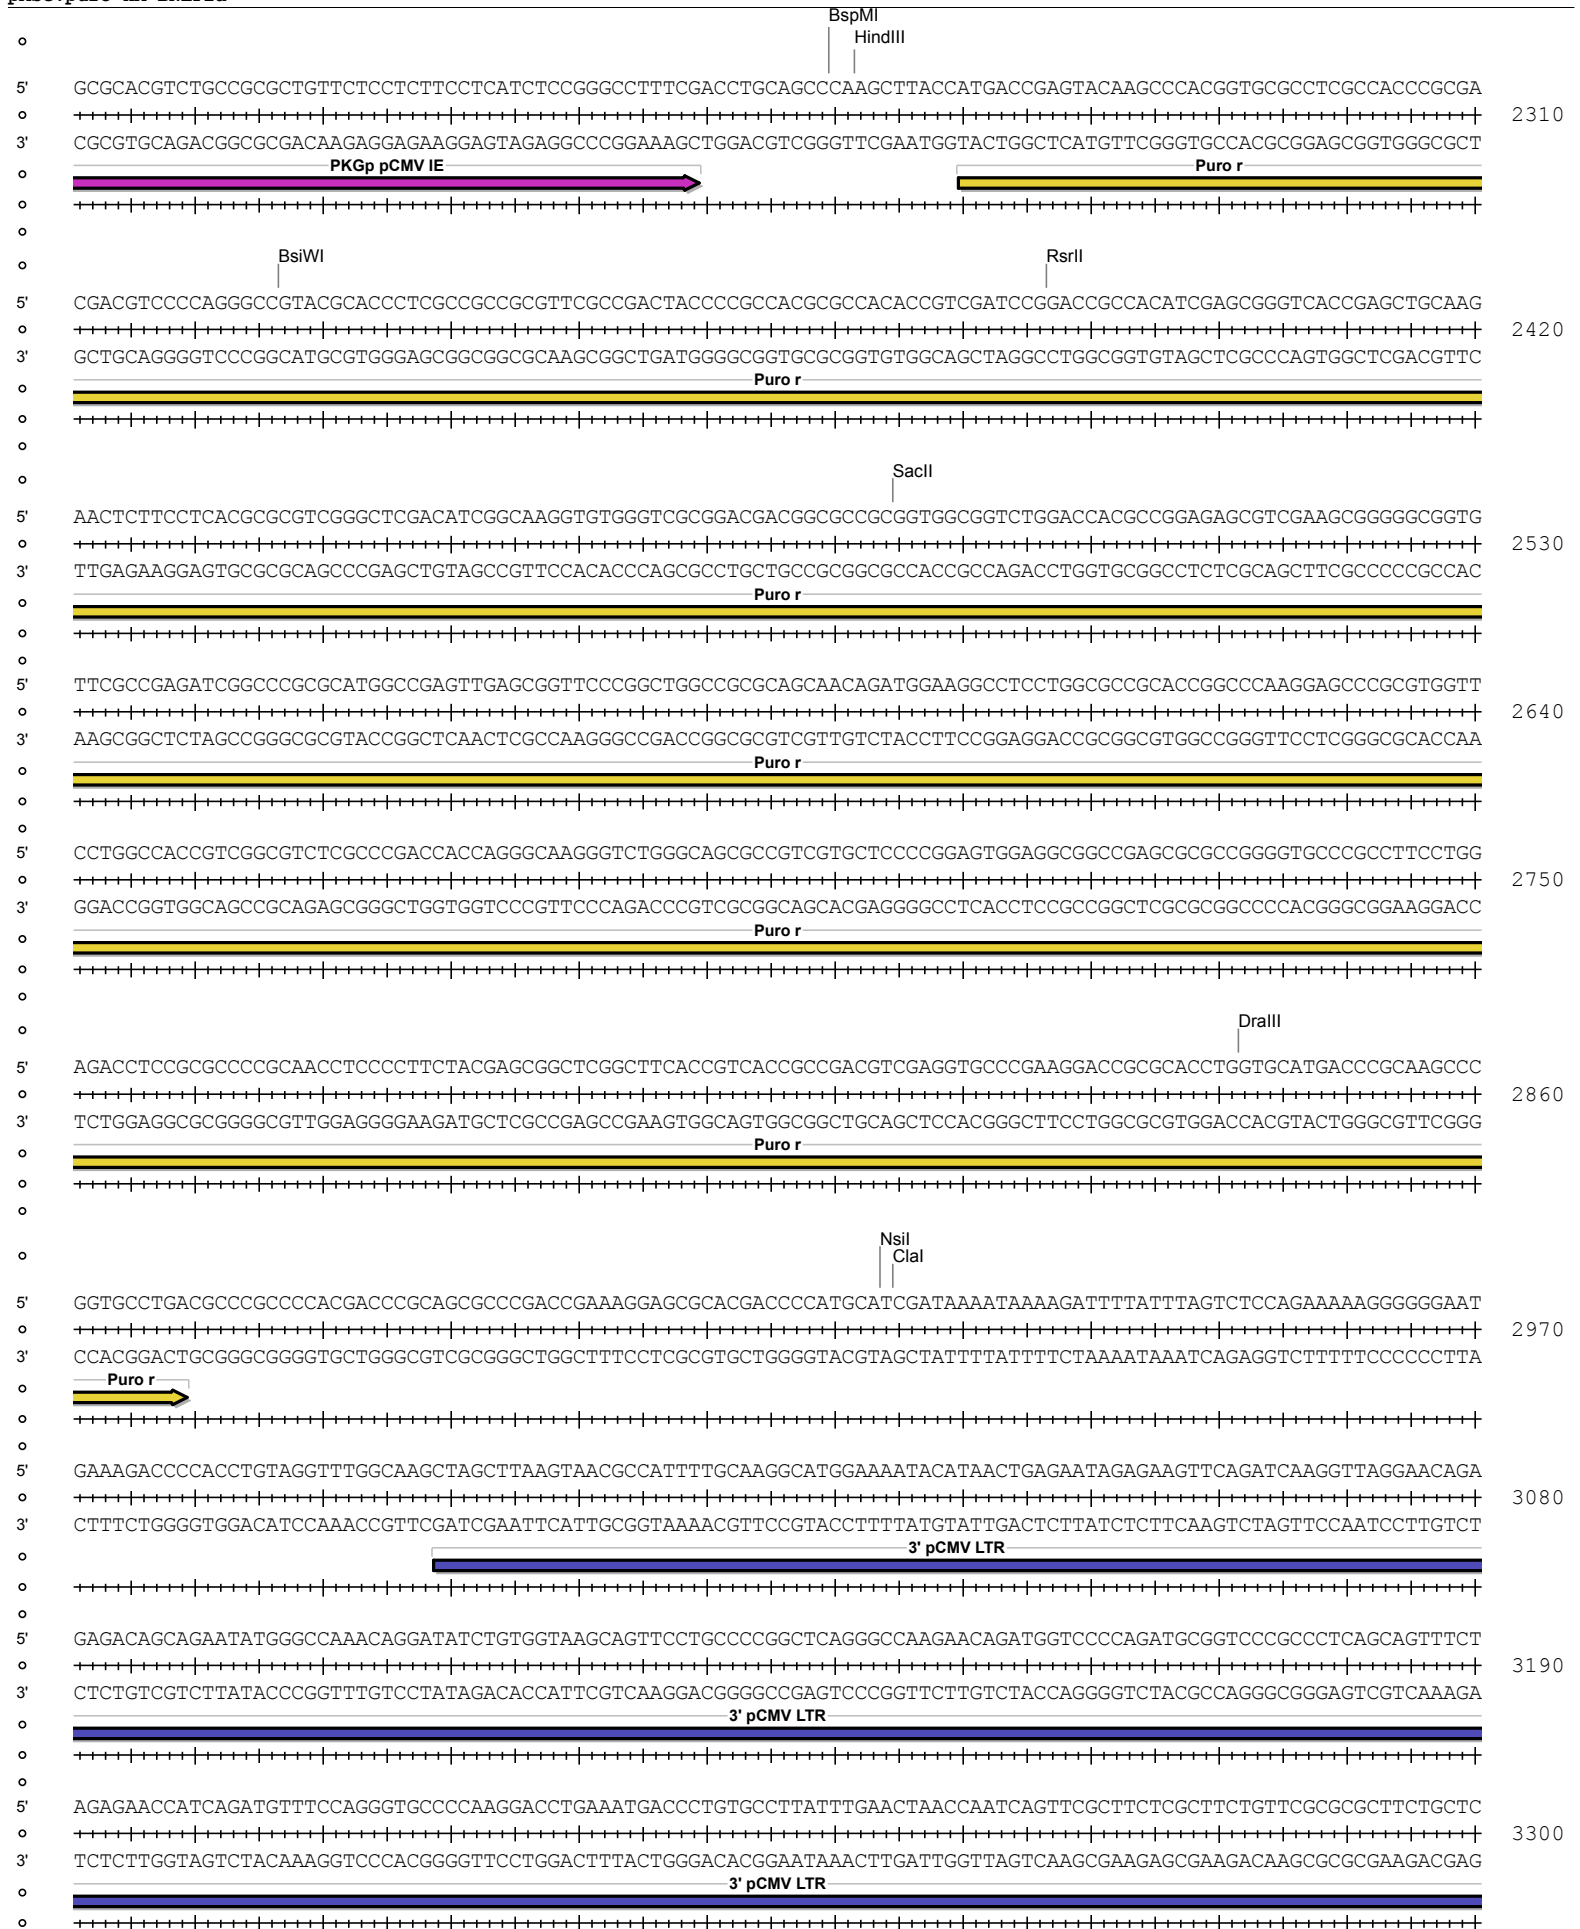 BspMI
HindIII
5' GCGCACGTCTGCCGCGCTGTTCTCCTCTTCCTCATCTCCGGGCCTTTCGACCTGCAGCCCAAGCTTACCATGACCGAGTACAAGCCCACGGTGCGCCTCGCCACCCGCGA
2310
3' CGCGTGCAGACGGCGCGACAAGAGGAGAAGGAGTAGAGGCCCGGAAAGCTGGACGTCGGGTTCGAATGGTACTGGCTCATGTTCGGGTGCCACGCGGAGCGGTGGGCGCT
PKGp pCMV IE Puro r
BsiWI RsrII
5' CGACGTCCCCAGGGCCGTACGCACCCTCGCCGCCGCGTTCGCCGACTACCCCGCCACGCGCCACACCGTCGATCCGGACCGCCACATCGAGCGGGTCACCGAGCTGCAAG
2420
3' GCTGCAGGGGTCCCGGCATGCGTGGGAGCGGCGGCGCAAGCGGCTGATGGGGCGGTGCGCGGTGTGGCAGCTAGGCCTGGCGGTGTAGCTCGCCCAGTGGCTCGACGTTC
Puro r
SacII
5' AACTCTTCCTCACGCGCGTCGGGCTCGACATCGGCAAGGTGTGGGTCGCGGACGACGGCGCCGCGGTGGCGGTCTGGACCACGCCGGAGAGCGTCGAAGCGGGGGCGGTG
2530
3' TTGAGAAGGAGTGCGCGCAGCCCGAGCTGTAGCCGTTCCACACCCAGCGCCTGCTGCCGCGGCGCCACCGCCAGACCTGGTGCGGCCTCTCGCAGCTTCGCCCCCGCCAC
Puro r
5' TTCGCCGAGATCGGCCCGCGCATGGCCGAGTTGAGCGGTTCCCGGCTGGCCGCGCAGCAACAGATGGAAGGCCTCCTGGCGCCGCACCGGCCCAAGGAGCCCGCGTGGTT
2640
3' AAGCGGCTCTAGCCGGGCGCGTACCGGCTCAACTCGCCAAGGGCCGACCGGCGCGTCGTTGTCTACCTTCCGGAGGACCGCGGCGTGGCCGGGTTCCTCGGGCGCACCAA
Puro r
5' CCTGGCCACCGTCGGCGTCTCGCCCGACCACCAGGGCAAGGGTCTGGGCAGCGCCGTCGTGCTCCCCGGAGTGGAGGCGGCCGAGCGCGCCGGGGTGCCCGCCTTCCTGG
2750
3' GGACCGGTGGCAGCCGCAGAGCGGGCTGGTGGTCCCGTTCCCAGACCCGTCGCGGCAGCACGAGGGGCCTCACCTCCGCCGGCTCGCGCGGCCCCACGGGCGGAAGGACC
Puro r
DraIII
5' AGACCTCCGCGCCCCGCAACCTCCCCTTCTACGAGCGGCTCGGCTTCACCGTCACCGCCGACGTCGAGGTGCCCGAAGGACCGCGCACCTGGTGCATGACCCGCAAGCCC
2860
3' TCTGGAGGCGCGGGGCGTTGGAGGGGAAGATGCTCGCCGAGCCGAAGTGGCAGTGGCGGCTGCAGCTCCACGGGCTTCCTGGCGCGTGGACCACGTACTGGGCGTTCGGG
Puro r
NsiI
ClaI
5' GGTGCCTGACGCCCGCCCCACGACCCGCAGCGCCCGACCGAAAGGAGCGCACGACCCCATGCATCGATAAAATAAAAGATTTTATTTAGTCTCCAGAAAAAGGGGGGAAT
2970
3' CCACGGACTGCGGGCGGGGTGCTGGGCGTCGCGGGCTGGCTTTCCTCGCGTGCTGGGGTACGTAGCTATTTTATTTTCTAAAATAAATCAGAGGTCTTTTTCCCCCCTTA
Puro r
5' GAAAGACCCCACCTGTAGGTTTGGCAAGCTAGCTTAAGTAACGCCATTTTGCAAGGCATGGAAAATACATAACTGAGAATAGAGAAGTTCAGATCAAGGTTAGGAACAGA
3080
3' CTTTCTGGGGTGGACATCCAAACCGTTCGATCGAATTCATTGCGGTAAAACGTTCCGTACCTTTTATGTATTGACTCTTATCTCTTCAAGTCTAGTTCCAATCCTTGTCT
3' pCMV LTR
5' GAGACAGCAGAATATGGGCCAAACAGGATATCTGTGGTAAGCAGTTCCTGCCCCGGCTCAGGGCCAAGAACAGATGGTCCCCAGATGCGGTCCCGCCCTCAGCAGTTTCT
3190
3' CTCTGTCGTCTTATACCCGGTTTGTCCTATAGACACCATTCGTCAAGGACGGGGCCGAGTCCCGGTTCTTGTCTACCAGGGGTCTACGCCAGGGCGGGAGTCGTCAAAGA
3' pCMV LTR
5' AGAGAACCATCAGATGTTTCCAGGGTGCCCCAAGGACCTGAAATGACCCTGTGCCTTATTTGAACTAACCAATCAGTTCGCTTCTCGCTTCTGTTCGCGCGCTTCTGCTC
3300
3' TCTCTTGGTAGTCTACAAAGGTCCCACGGGGTTCCTGGACTTTACTGGGACACGGAATAAACTTGATTGGTTAGTCAAGCGAAGAGCGAAGACAAGCGCGCGAAGACGAG
3' pCMV LTR